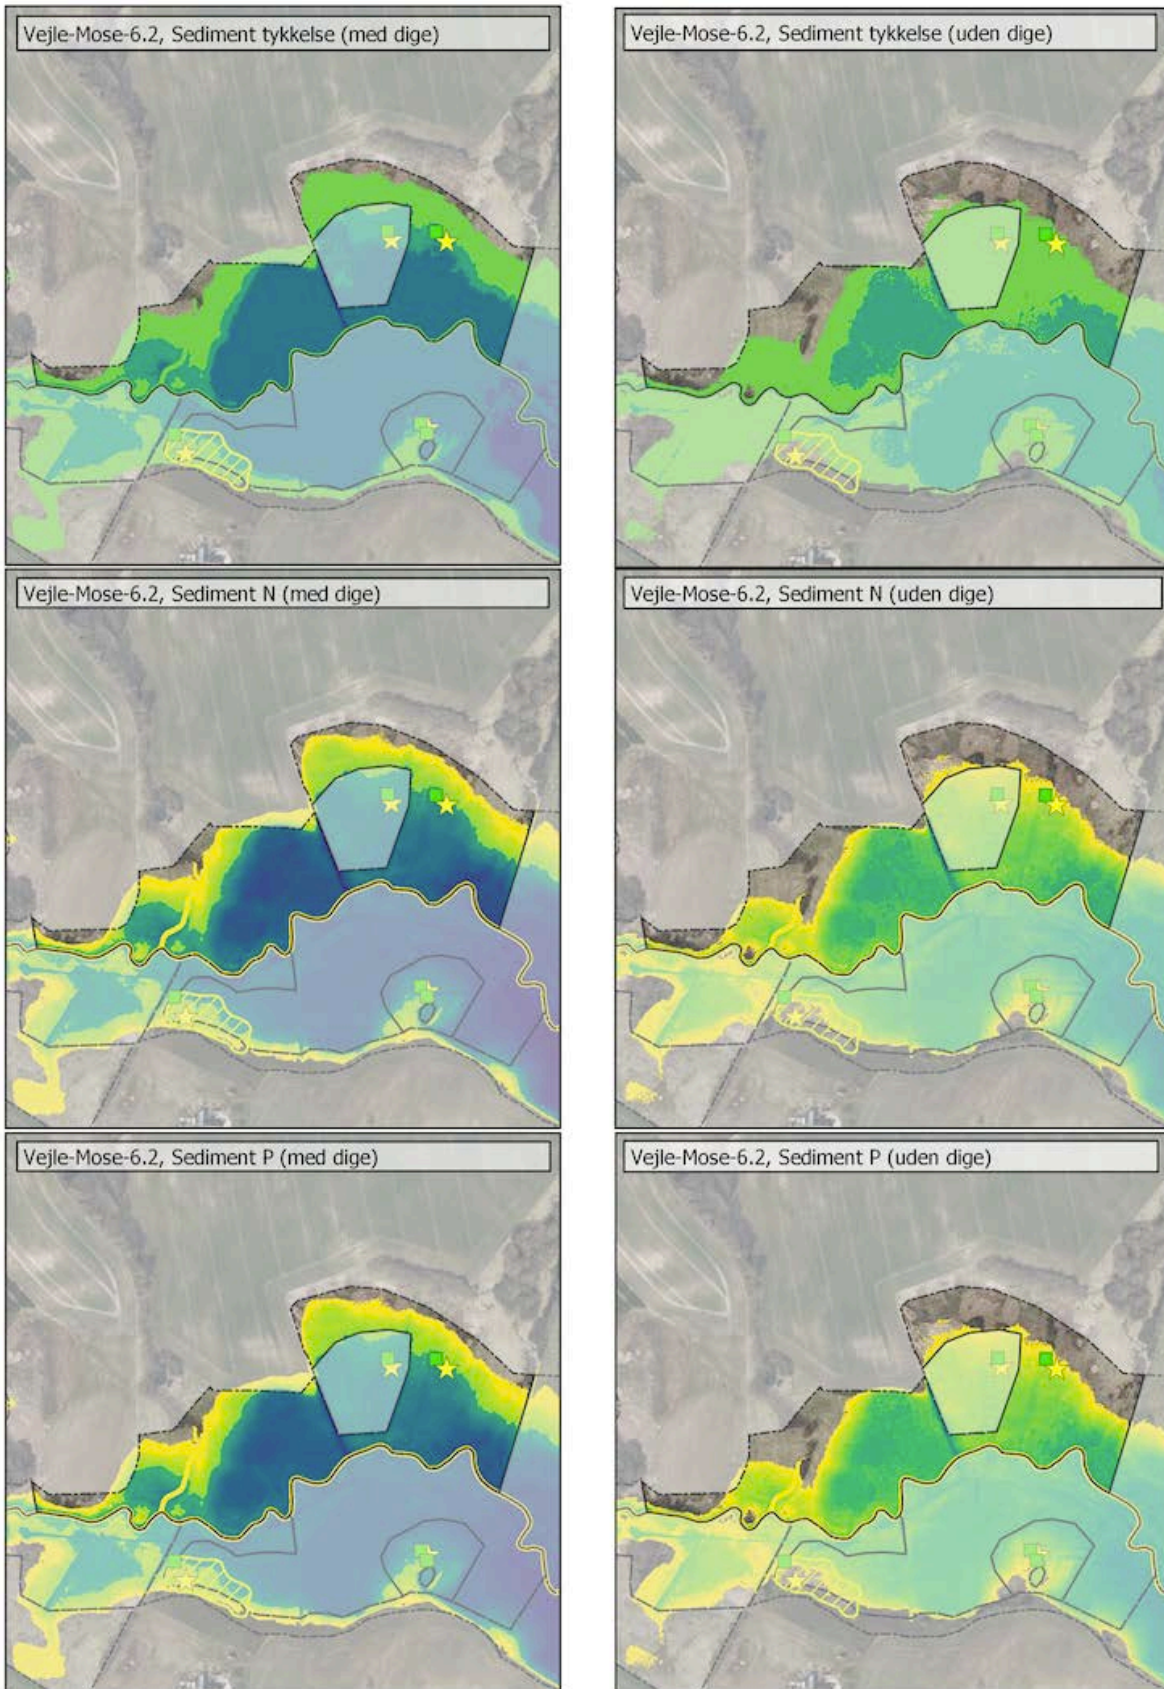 Vejle-Mose-6.2, Sediment tykkelse (med dige)
Vejle-Mose-6.2, Sediment tykkelse (uden dige)
Vejle-Mose-6.2, Sediment N (med dige)
Vejle-Mose-6.2, Sediment N (uden dige)
Vejle-Mose-6.2, Sediment P (med dige)
Vejle-Mose-6.2, Sediment P (uden dige)